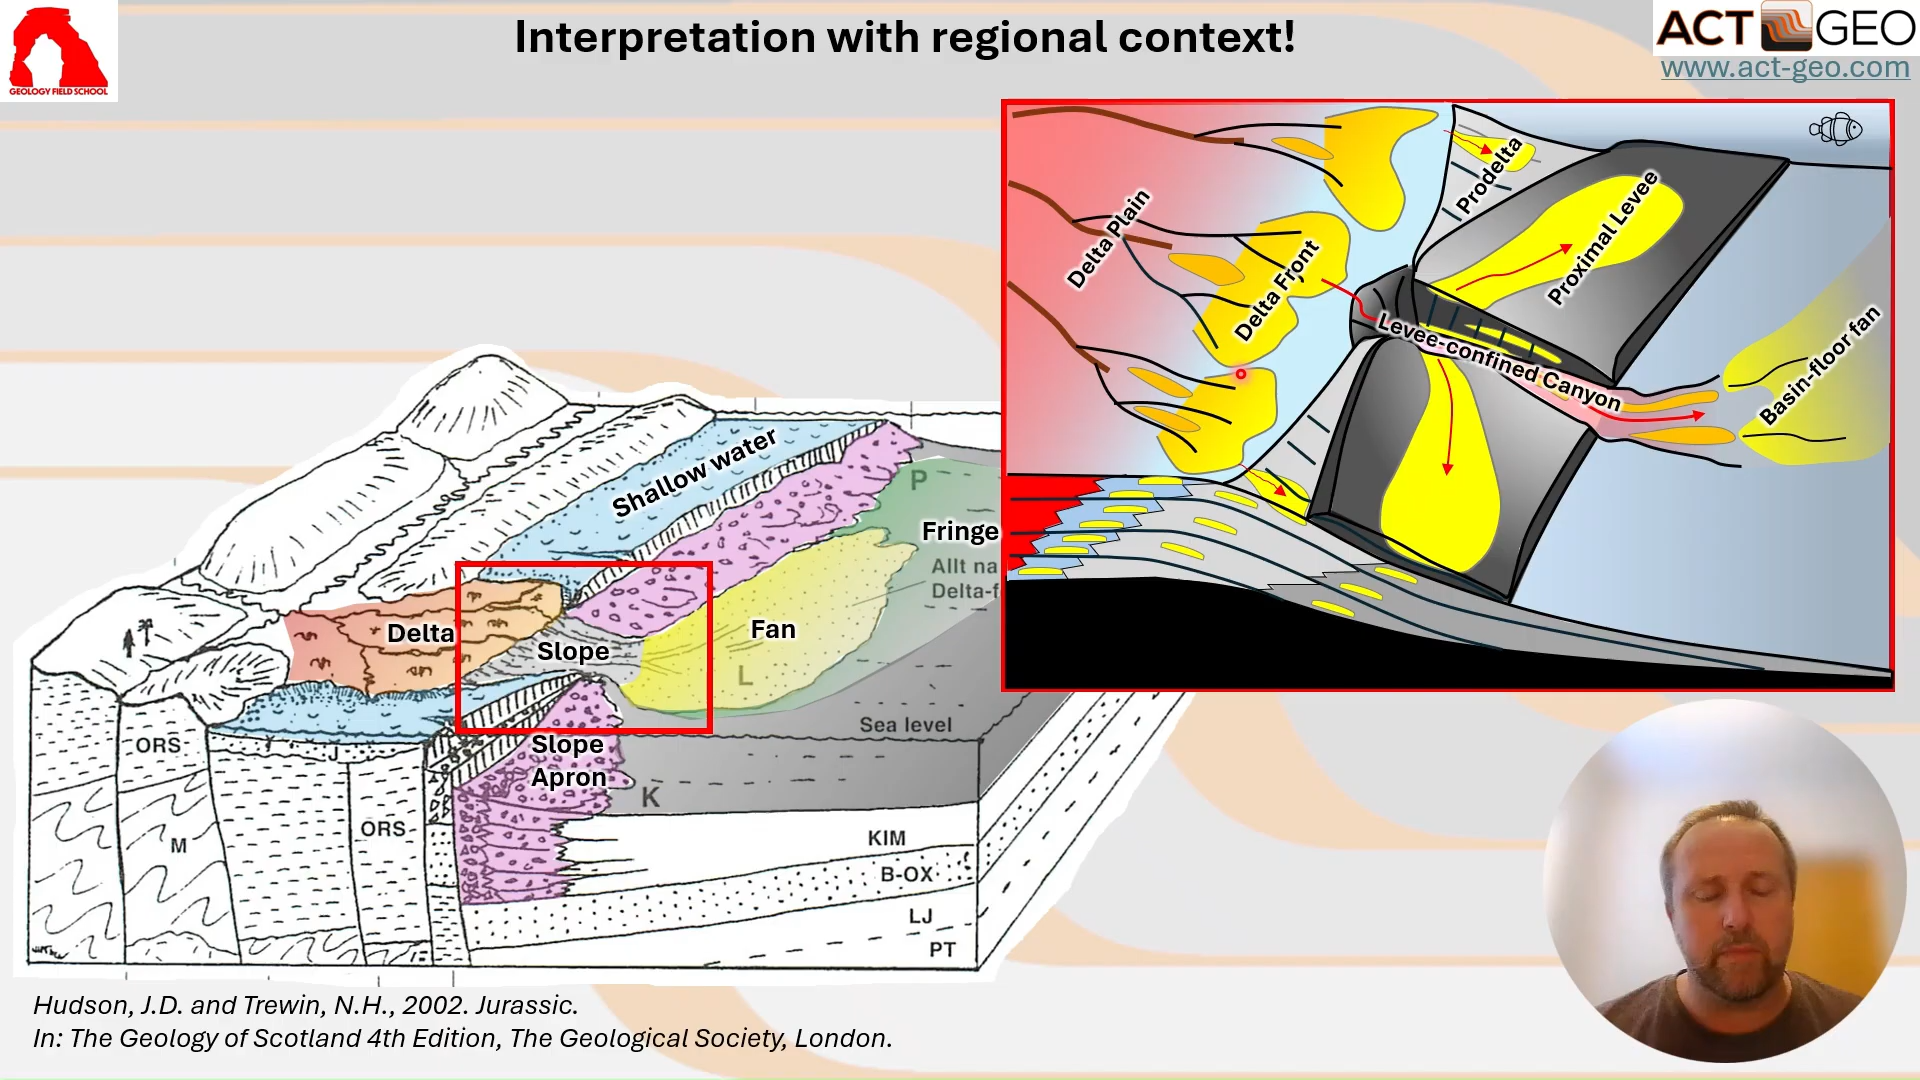 GEOLOGY FIELD SCHOOL
Interpretation with regional context!
ACT GEO
www.act-geo.com
Delta Plain
Delta Front
Prodelta
Proximal Levee
Levee-confined Canyon
Basin-floor fan
Shallow water
P
Fringe
Allt na
Delta-f
Delta
Slope
Fan
L
Sea level
Slope
Apron
K
ORS
M
J
ORS
KIM
B-OX
LJ
PT
Hudson, J.D. and Trewin, N.H., 2002. Jurassic.
In: The Geology of Scotland 4th Edition, The Geological Society, London.